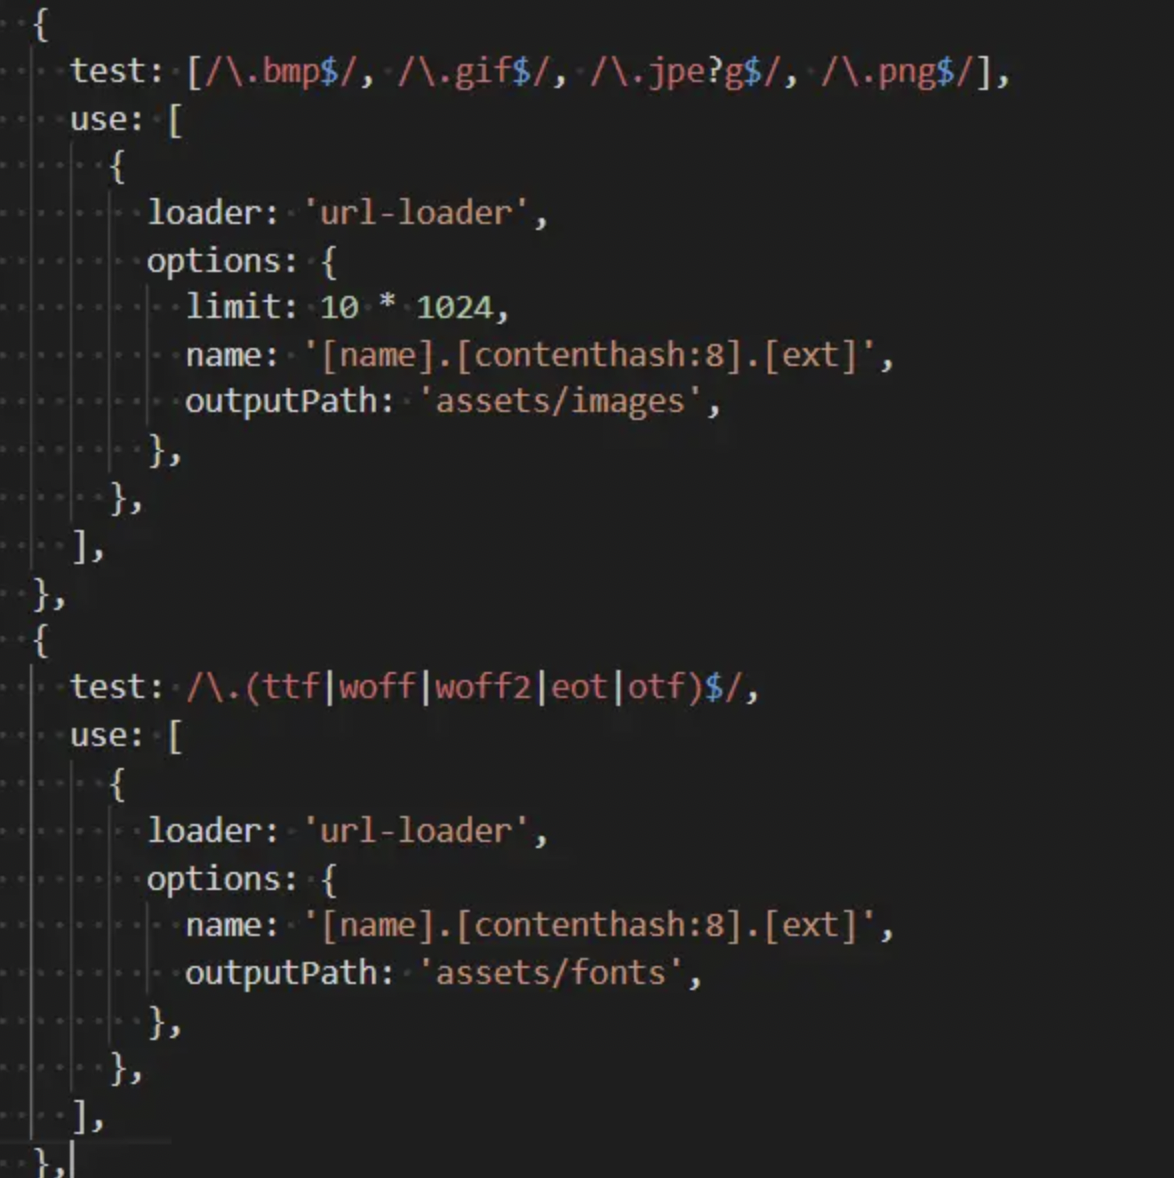 {
test: [/\.bmp$/, /\.gif$/, /\.jpe?g$/, /\.png$/],
use: [
{
loader: 'url-loader',
options: {
limit: 10 * 1024,
name: '[name].[contenthash:8].[ext]',
outputPath: 'assets/images',
},
},
],
},
{
test: /\.(ttf|woff|woff2|eot|otf)$/,
use: [
{
loader: 'url-loader',
options: {
name: '[name].[contenthash:8].[ext]',
outputPath: 'assets/fonts',
},
},
],
},